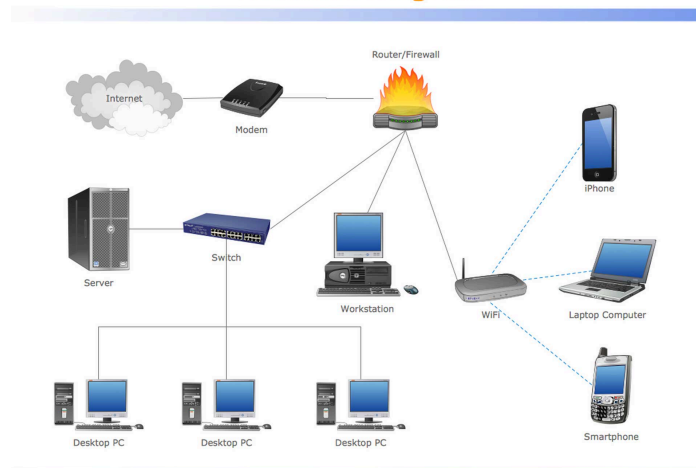 Router/Firewall
Internet
Modem
iPhone
Server
Switch
Workstation
WiFi
Laptop Computer
Desktop PC
Desktop PC
Desktop PC
Smartphone